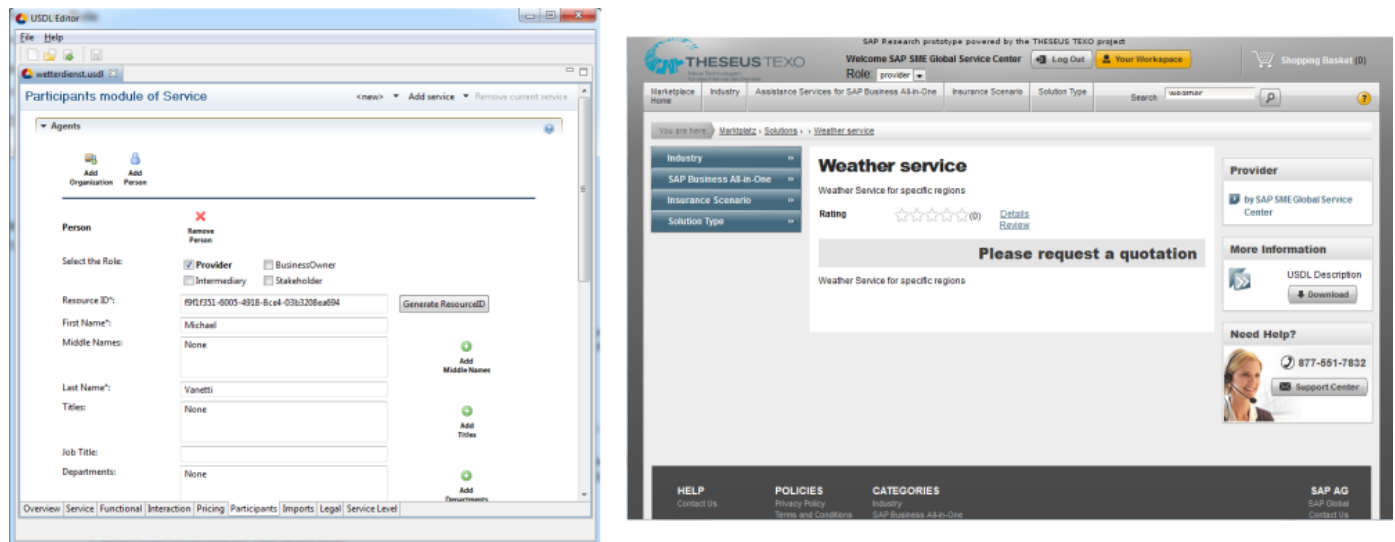 USDL Editor
File Help
wetterdienst.usdl
Participants module of Service
<new> Add service Remove current service
Agents
Add
Organization
Add
Person
Person
Remove
Person
Select the Role:
Provider
BusinessOwner
Intermediary
Stakeholder
Resource ID*:
f9f1f351-6005-4918-8ce4-03b3208ea694
Generate ResourceID
First Name*:
Michael
Middle Names:
None
Add
Middle Names
Last Name*:
Vanetti
Titles:
None
Add
Titles
Job Title:
Departments:
None
Add
Departments
Overview Service Functional Interaction Pricing Participants Imports Legal Service Level
SAP Research prototype powered by the THESEUS TEXO project
THESEUS TEXO
Neue Technologien
Welcome SAP SME Global Service Center
Log Out
Your Workspace
Shopping Basket (0)
Role: provider
Marketplace
Home
Industry
Assistance Services for SAP Business All-in-One
Insurance Scenario
Solution Type
Search
You are here:
Marktplatz › Solutions › › Weather service
Industry
SAP Business All-in-One
Insurance Scenario
Solution Type
Weather service
Weather Service for specific regions
Rating
(0)
Details
Review
Please request a quotation
Weather Service for specific regions
Provider
by SAP SME Global Service
Center
More Information
USDL Description
Download
Need Help?
877-551-7832
Support Center
HELP
Contact Us
POLICIES
Privacy Policy
Terms and Conditions
CATEGORIES
Industry
SAP Business All-in-One
SAP AG
SAP Global
Contact Us